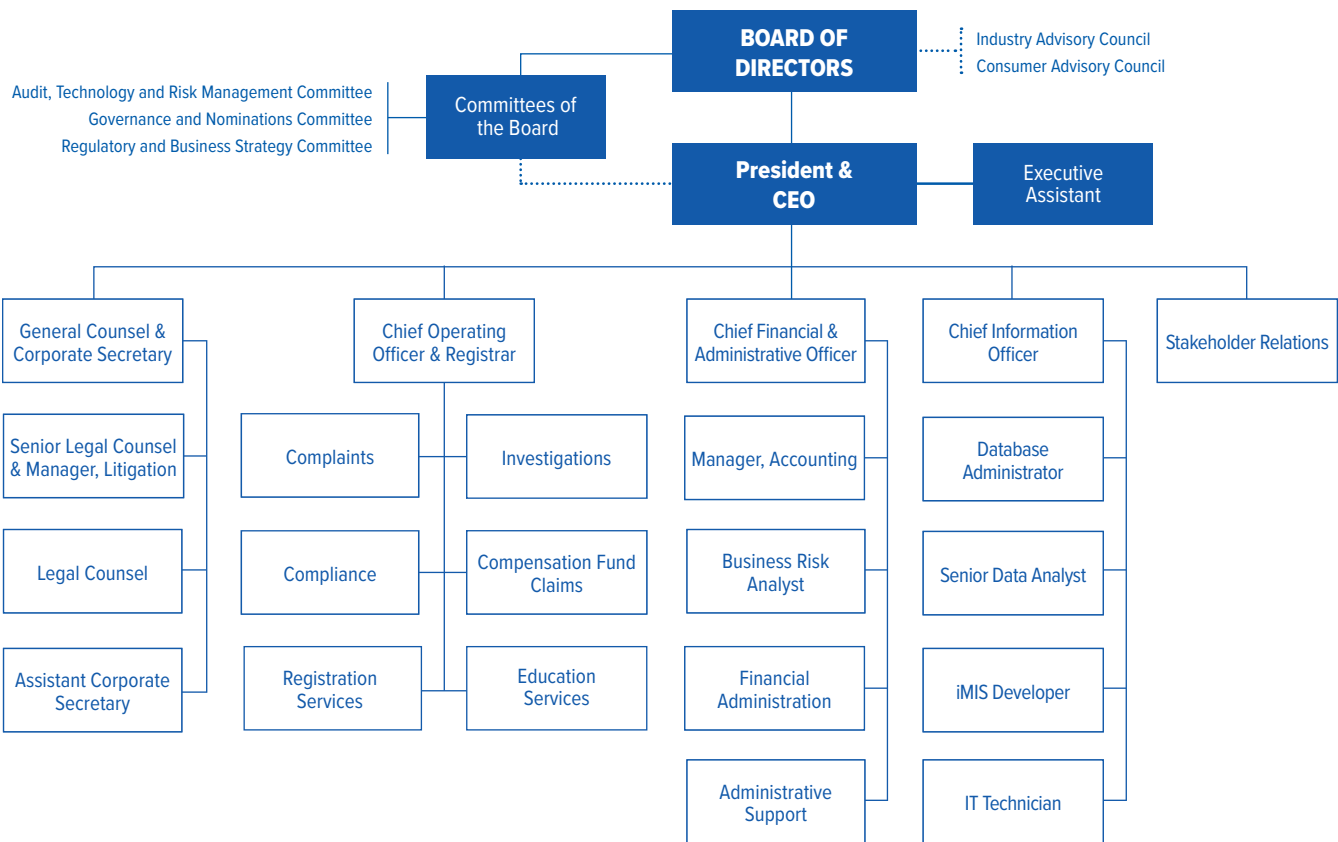 BOARD OF
DIRECTORS
Industry Advisory Council
Consumer Advisory Council
Audit, Technology and Risk Management Committee
Governance and Nominations Committee
Regulatory and Business Strategy Committee
Committees of
the Board
President &
CEO
Executive
Assistant
General Counsel &
Corporate Secretary
Chief Operating
Officer & Registrar
Chief Financial &
Administrative Officer
Chief Information
Officer
Stakeholder Relations
Senior Legal Counsel
& Manager, Litigation
Complaints
Investigations
Manager, Accounting
Database
Administrator
Legal Counsel
Compliance
Compensation Fund
Claims
Business Risk
Analyst
Senior Data Analyst
Assistant Corporate
Secretary
Registration
Services
Education
Services
Financial
Administration
iMIS Developer
Administrative
Support
IT Technician